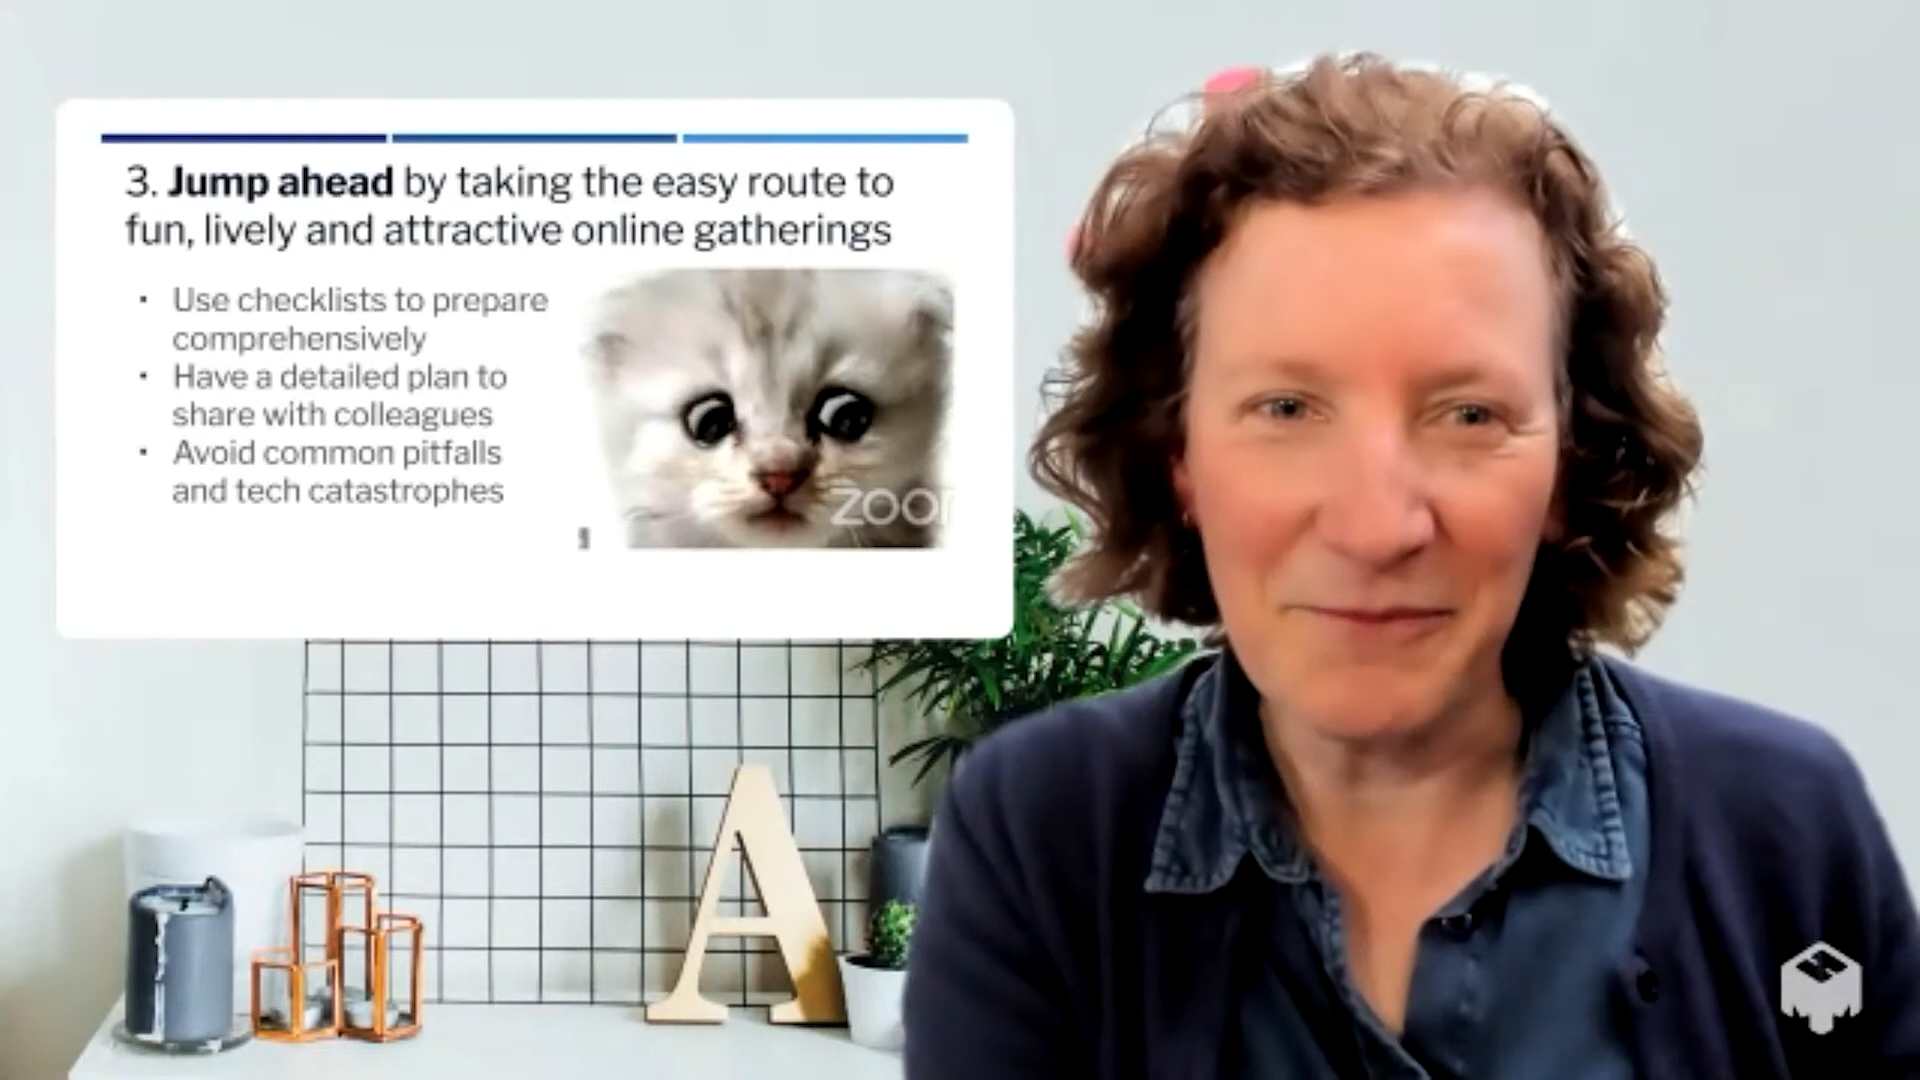 3. Jump ahead by taking the easy route to
fun, lively and attractive online gatherings
• Use checklists to prepare
comprehensively
• Have a detailed plan to
share with colleagues
• Avoid common pitfalls
and tech catastrophes
zoo
A